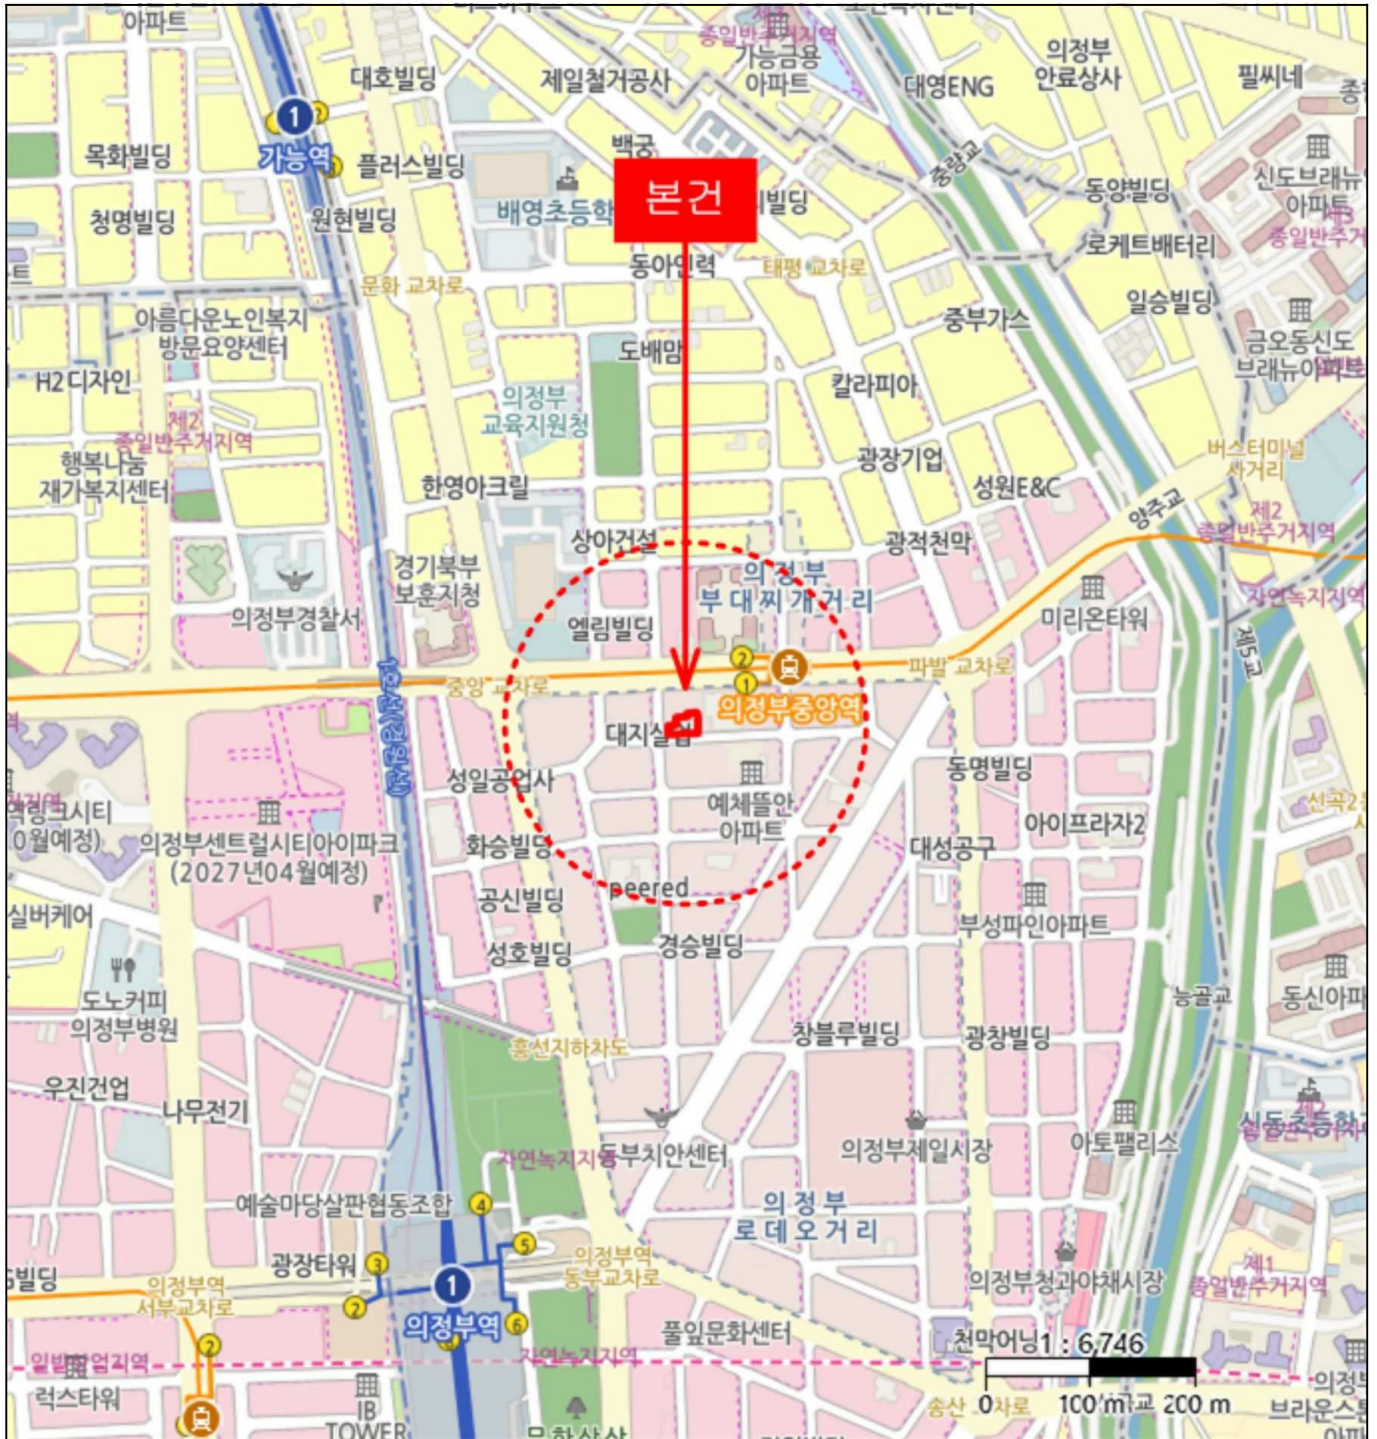 아파트
종일반주거지역
가능금용
아파트
의정부
안료상사
대호빌딩
제일철거공사
대영ENG
필씨네
1
가능역
목화빌딩
플러스빌딩
백궁
중랑교
동양빌딩
신도브래뉴
아파트
본건
배영초등학
청명빌딩
원현빌딩
로케트배터리
동아인력
태평 교차로
문화 교차로
일승빌딩
아름다운노인복지
방문요양센터
중부가스
도배맘
금오동신도
브래뉴아파트
H2디자인
칼라피아
의정부
교육지원청
제2
종일반주거지역
행복나눔
재가복지센터
광장기업
버스터미널
사거리
한영아크릴
성원E&C
양주교
제2
종일반주거지역
상아건설
광적천막
경기북부
보훈지청
의정부
부대찌개거리
의정부경찰서
엘림빌딩
미리온타워
자연녹지지역
제5교
2
1
중앙 교차로
파발 교차로
의정부중앙역
1호선(경원선)
대지실업
성일공업사
동명빌딩
예체뜰안
아파트
의정부센트럴시티아이파크
(2027년04월예정)
아이프라자2
화승빌딩
대성공구
peered
공신빌딩
실버케어
부성파인아파트
성호빌딩
경승빌딩
도노커피
의정부병원
능골교
동신아파
창블루빌딩
광창빌딩
흥선지하차도
우진건업
나무전기
자연녹지지역
동부치안센터
의정부제일시장
아토팰리스
예술마당살판협동조합
4
의정부
로데오거리
5
광장타워
3
의정부역
동부교차로
제1
종일반주거지역
의정부청과야채시장
의정부역
서부교차로
1
2
의정부역
6
풀잎문화센터
천막어닝
1 : 6,746
2
일반상업지역
자연녹지지역
럭스타워
IB
TOWER
송산
0
100 m
200 m